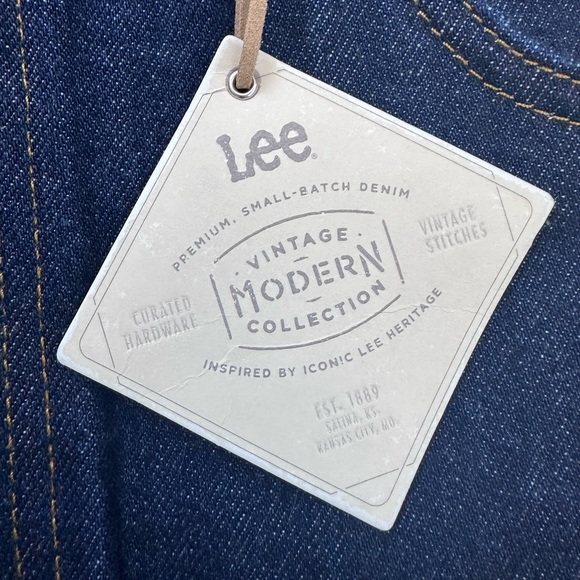 Lee®
PREMIUM, SMALL-BATCH DENIM
· VINTAGE ·
MODERN
COLLECTION
INSPIRED BY ICONIC LEE HERITAGE
VINTAGE
STITCHES
CURATED
HARDWARE
EST. 1889
SALINA, KS.
KANSAS CITY, MO.